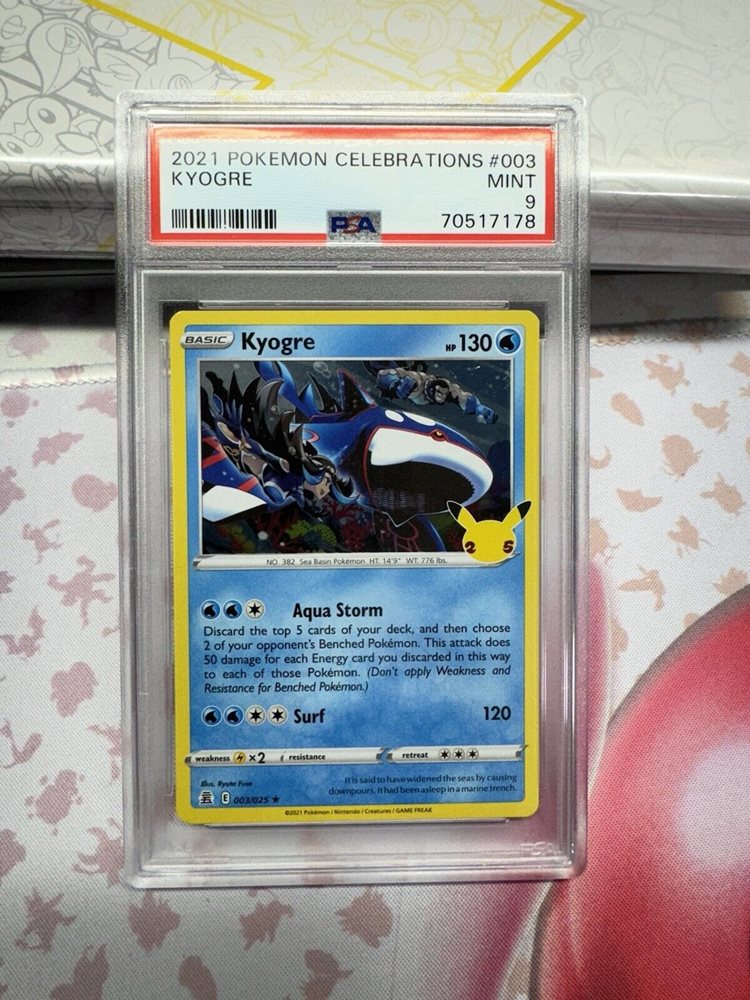 2021 POKEMON CELEBRATIONS #003
KYOGRE MINT
9
PSA 70517178
BASIC Kyogre HP 130
25
NO. 382 Sea Basin Pokémon HT: 14'9" WT: 776 lbs.
Aqua Storm
Discard the top 5 cards of your deck, and then choose
2 of your opponent's Benched Pokémon. This attack does
50 damage for each Energy card you discarded in this way
to each of those Pokémon. (Don't apply Weakness and
Resistance for Benched Pokémon.)
Surf 120
weakness ×2 resistance retreat
It is said to have widened the seas by causing
downpours. It had been asleep in a marine trench.
Illus. Ryuta Fuse
E 003/025 ★
©2021 Pokémon / Nintendo / Creatures / GAME FREAK